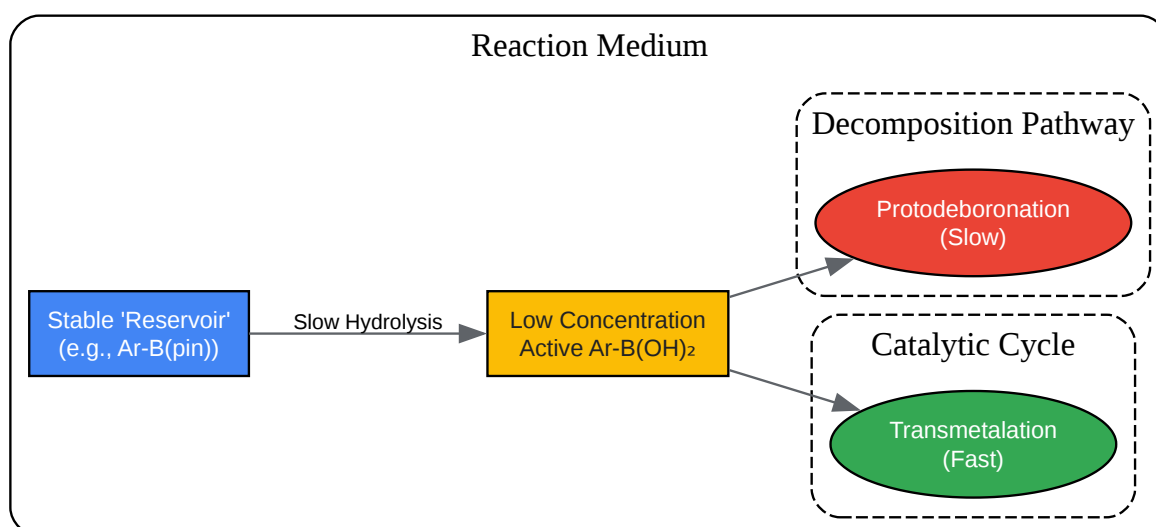 Reaction Medium
Decomposition Pathway
Protodeboronation
(Slow)
Stable 'Reservoir'
(e.g., Ar-B(pin))
Slow Hydrolysis
Low Concentration
Active Ar-B(OH)₂
Catalytic Cycle
Transmetalation
(Fast)